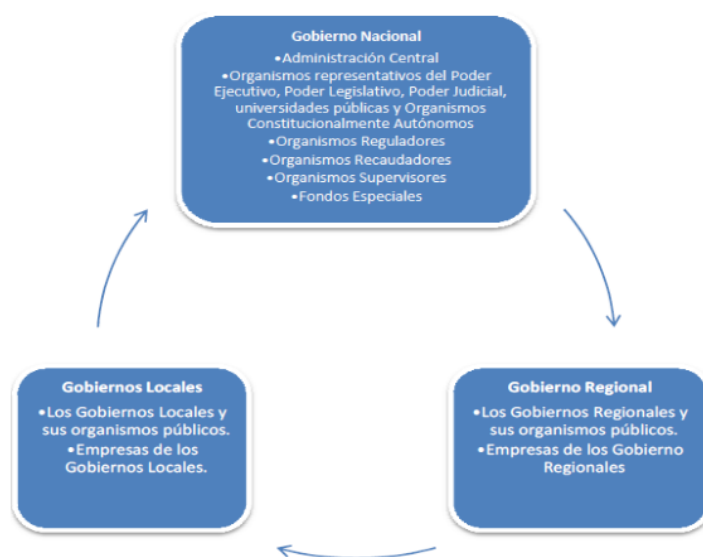 Gobierno Nacional
•Administración Central
•Organismos representativos del Poder
Ejecutivo, Poder Legislativo, Poder Judicial,
universidades públicas y Organismos
Constitucionalmente Autónomos
•Organismos Reguladores
•Organismos Recaudadores
•Organismos Supervisores
•Fondos Especiales
Gobiernos Locales
•Los Gobiernos Locales y
sus organismos públicos.
•Empresas de los
Gobiernos Locales.
Gobierno Regional
•Los Gobiernos Regionales y
sus organismos públicos.
•Empresas de los Gobierno
Regionales